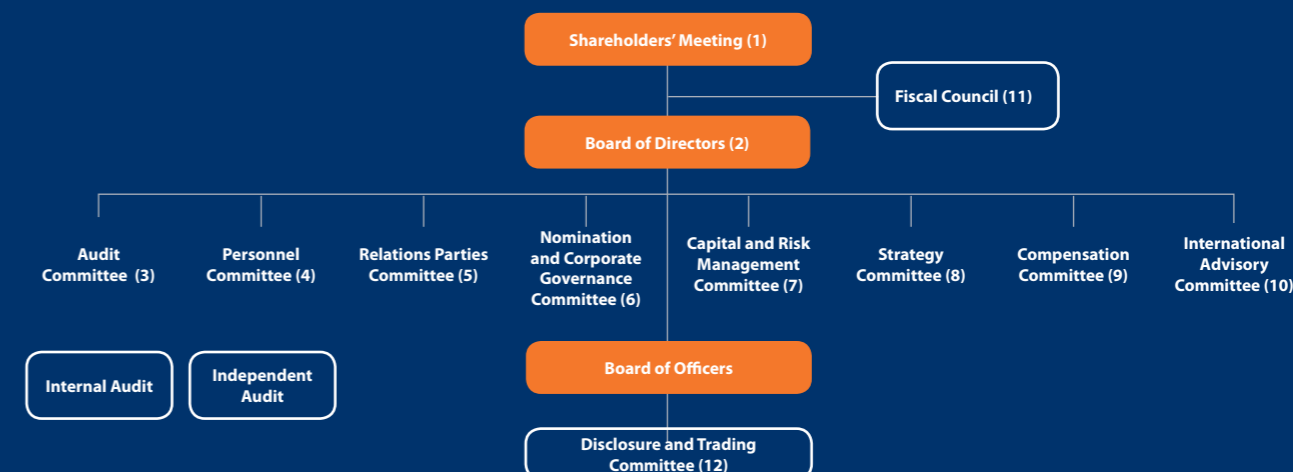 Shareholders’ Meeting (1)
Fiscal Council (11)
Board of Directors (2)
Audit
Committee (3)
Personnel
Committee (4)
Relations Parties
Committee (5)
Nomination
and Corporate
Governance
Committee (6)
Capital and Risk
Management
Committee (7)
Strategy
Committee (8)
Compensation
Committee (9)
International
Advisory
Committee (10)
Internal Audit
Independent
Audit
Board of Officers
Disclosure and Trading
Committee (12)